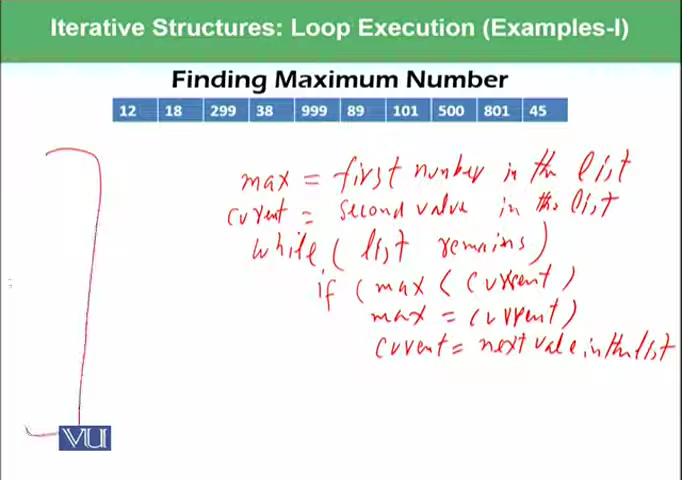 Iterative Structures: Loop Execution (Examples-I)
Finding Maximum Number
12 18 299 38 999 89 101 500 801 45
max = first number in the list
current = second value in the list
while ( list remains )
if ( max < current )
max = current )
current = next value in the list
VU